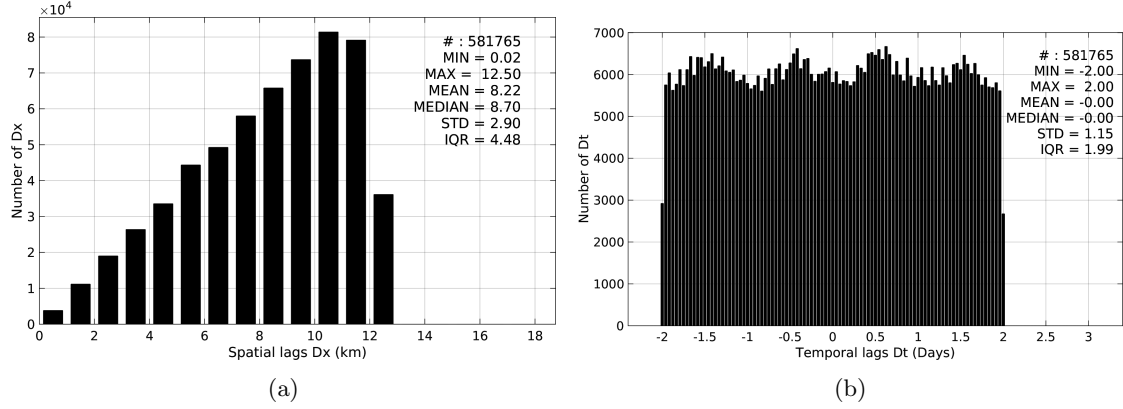 ×10⁴
8
7
6
5
4
3
2
1
0
Number of Dx
# : 581765
MIN = 0.02
MAX = 12.50
MEAN = 8.22
MEDIAN = 8.70
STD = 2.90
IQR = 4.48
0 2 4 6 8 10 12 14 16 18
Spatial lags Dx (km)
(a)
7000
6000
5000
4000
3000
2000
1000
0
Number of Dt
# : 581765
MIN = -2.00
MAX = 2.00
MEAN = -0.00
MEDIAN = -0.00
STD = 1.15
IQR = 1.99
-2 -1.5 -1 -0.5 0 0.5 1 1.5 2 2.5 3
Temporal lags Dt (Days)
(b)